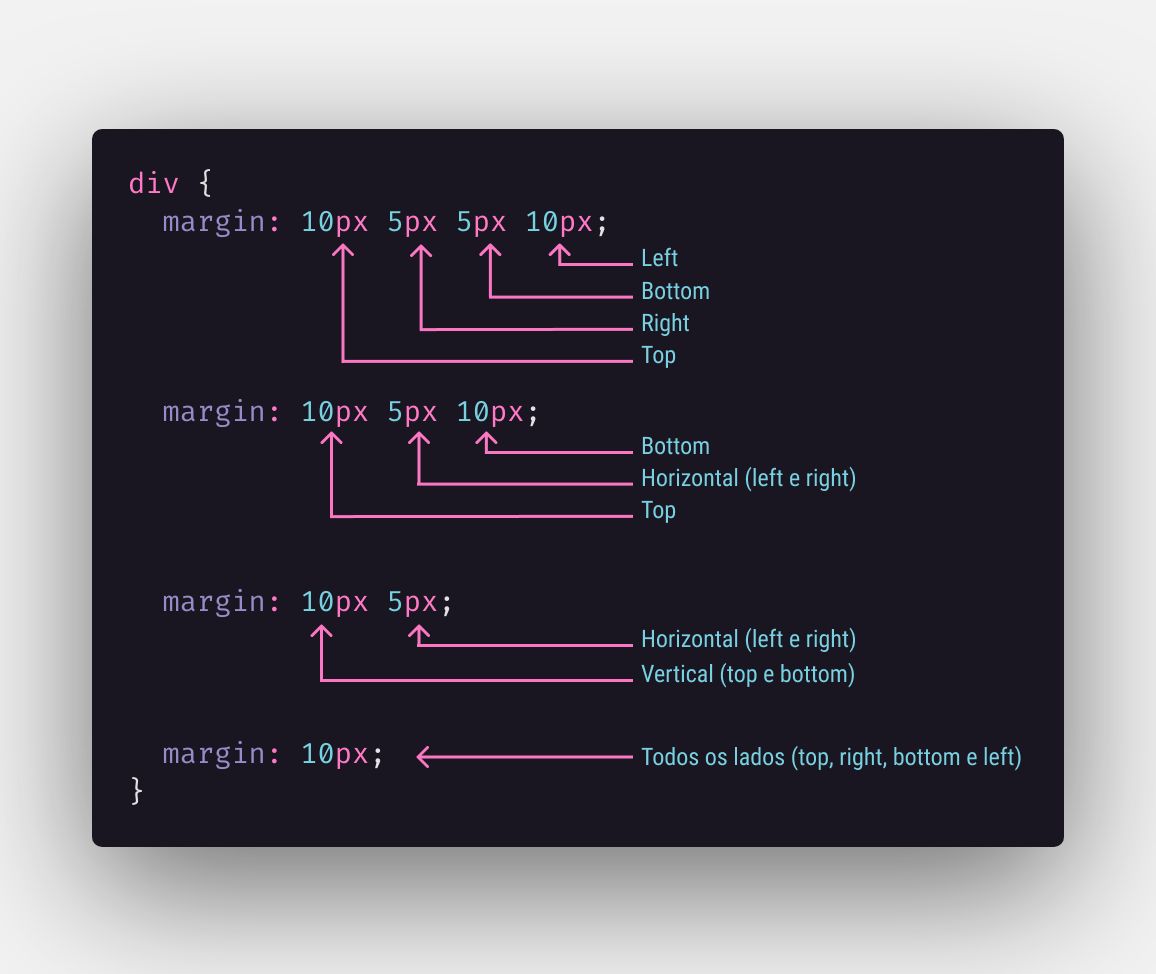 div {
margin: 10px 5px 5px 10px;
Left
Bottom
Right
Top
margin: 10px 5px 10px;
Bottom
Horizontal (left e right)
Top
margin: 10px 5px;
Horizontal (left e right)
Vertical (top e bottom)
margin: 10px;
Todos os lados (top, right, bottom e left)
}